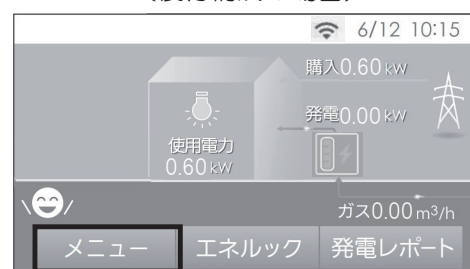 6/12 10:15
購入0.60 kW
発電0.00 kW
使用電力
0.60 kW
ガス0.00 m³/h
メニュー
エネルック
発電レポート